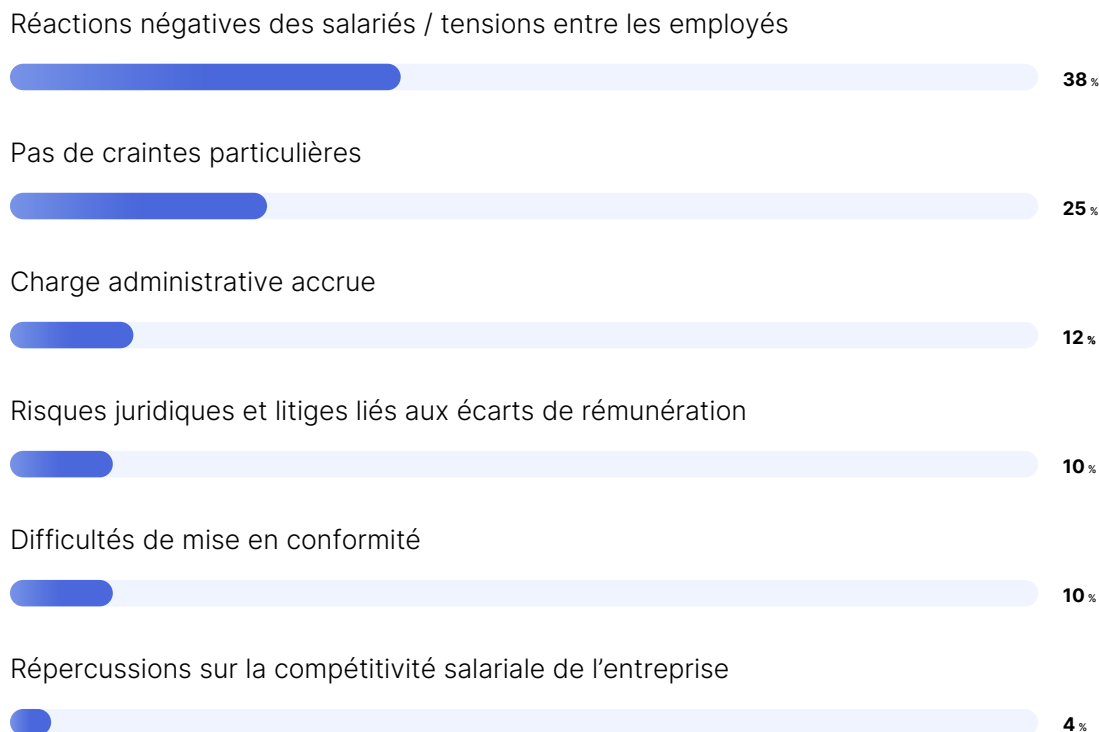 Réactions négatives des salariés / tensions entre les employés
38 %
Pas de craintes particulières
25 %
Charge administrative accrue
12 %
Risques juridiques et litiges liés aux écarts de rémunération
10 %
Difficultés de mise en conformité
10 %
Répercussions sur la compétitivité salariale de l’entreprise
4 %